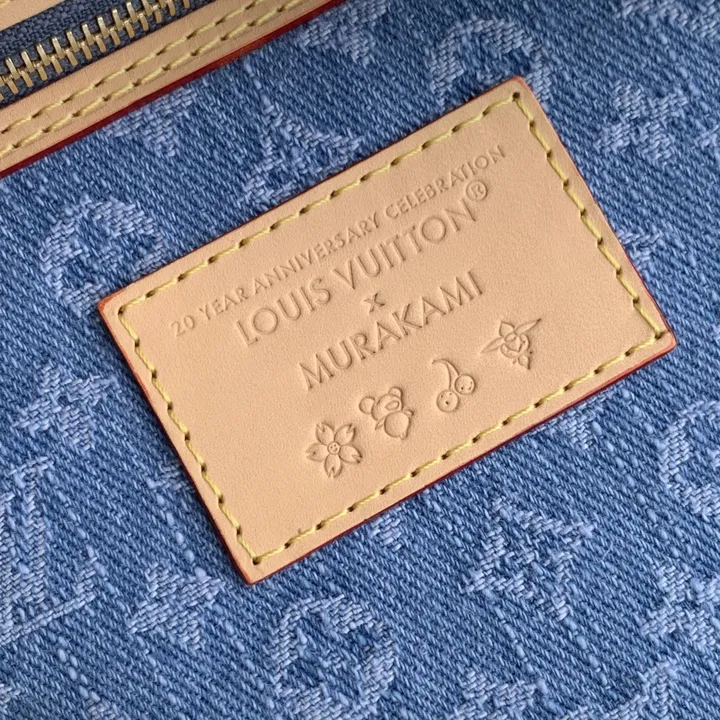 20 YEAR ANNIVERSARY CELEBRATION
LOUIS VUITTON®
x
MURAKAMI